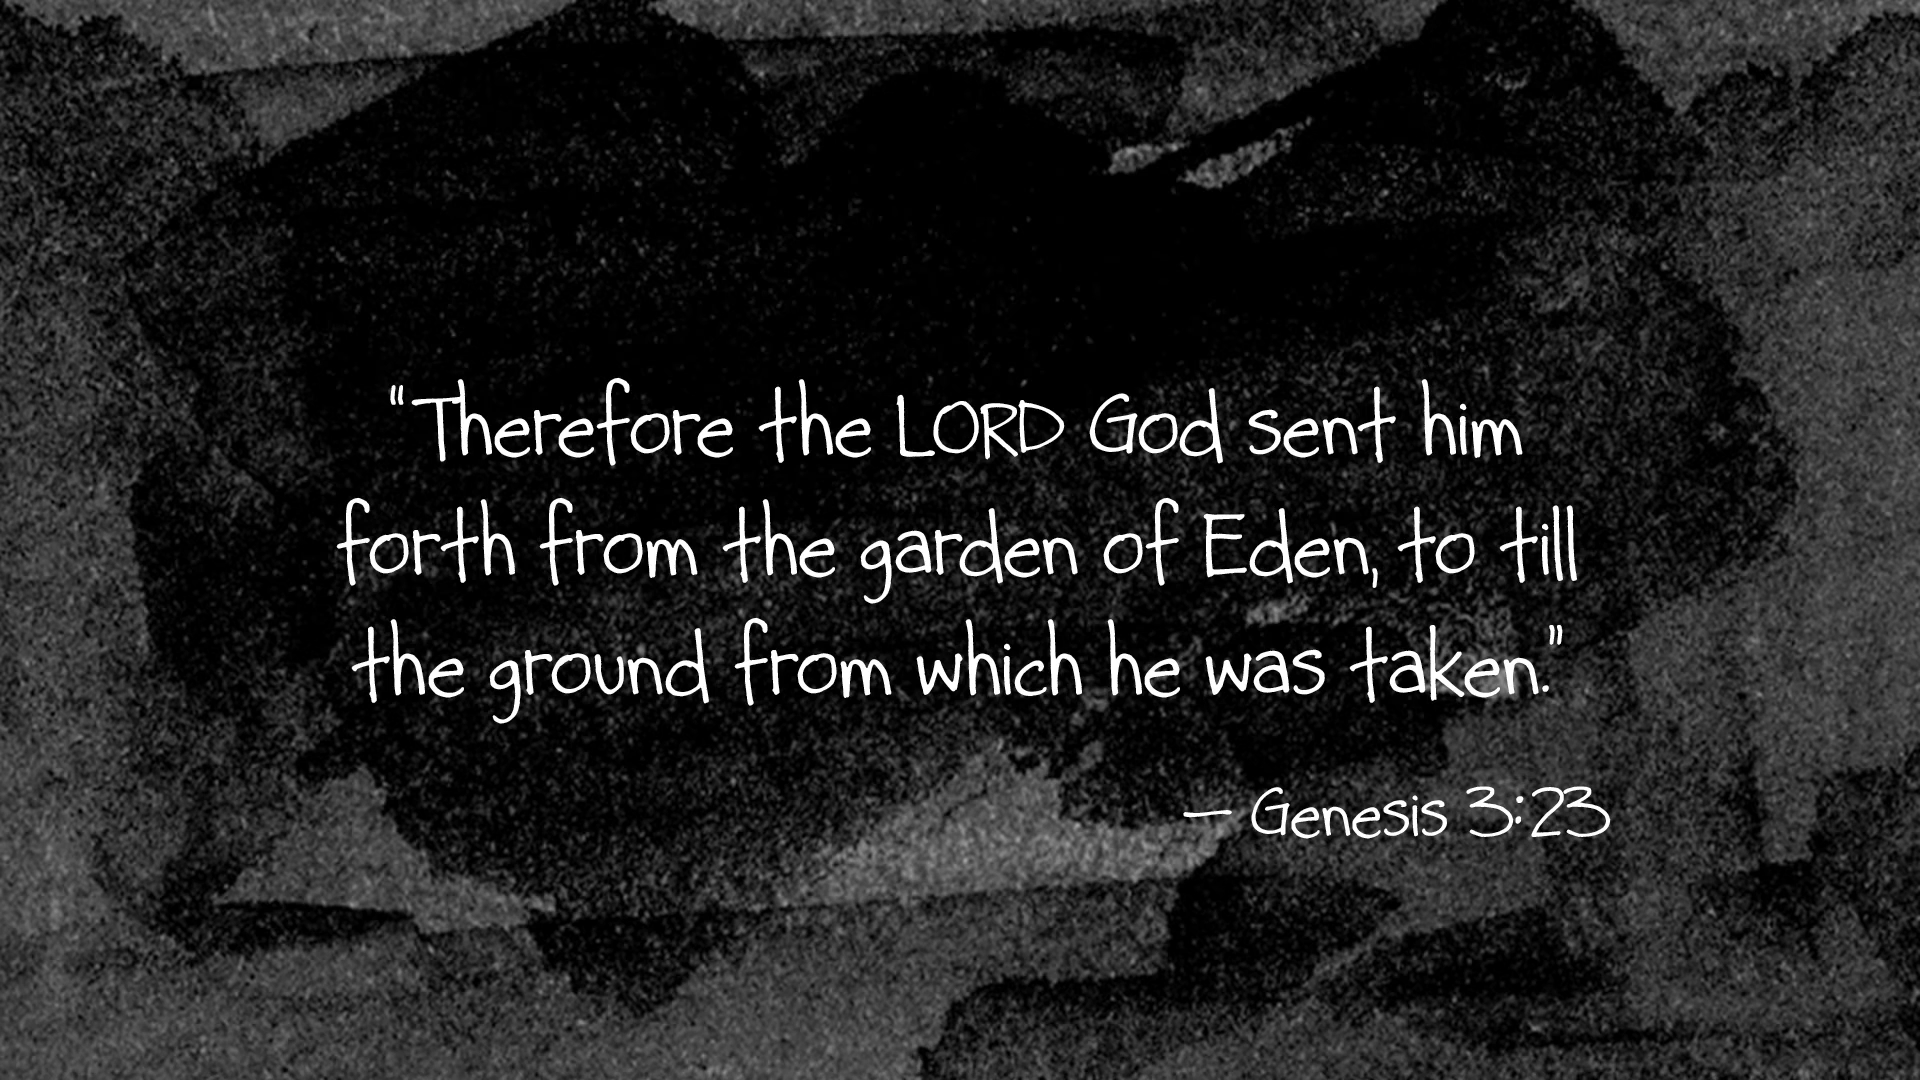 "Therefore the LORD God sent him
forth from the garden of Eden, to till
the ground from which he was taken."
— Genesis 3:23